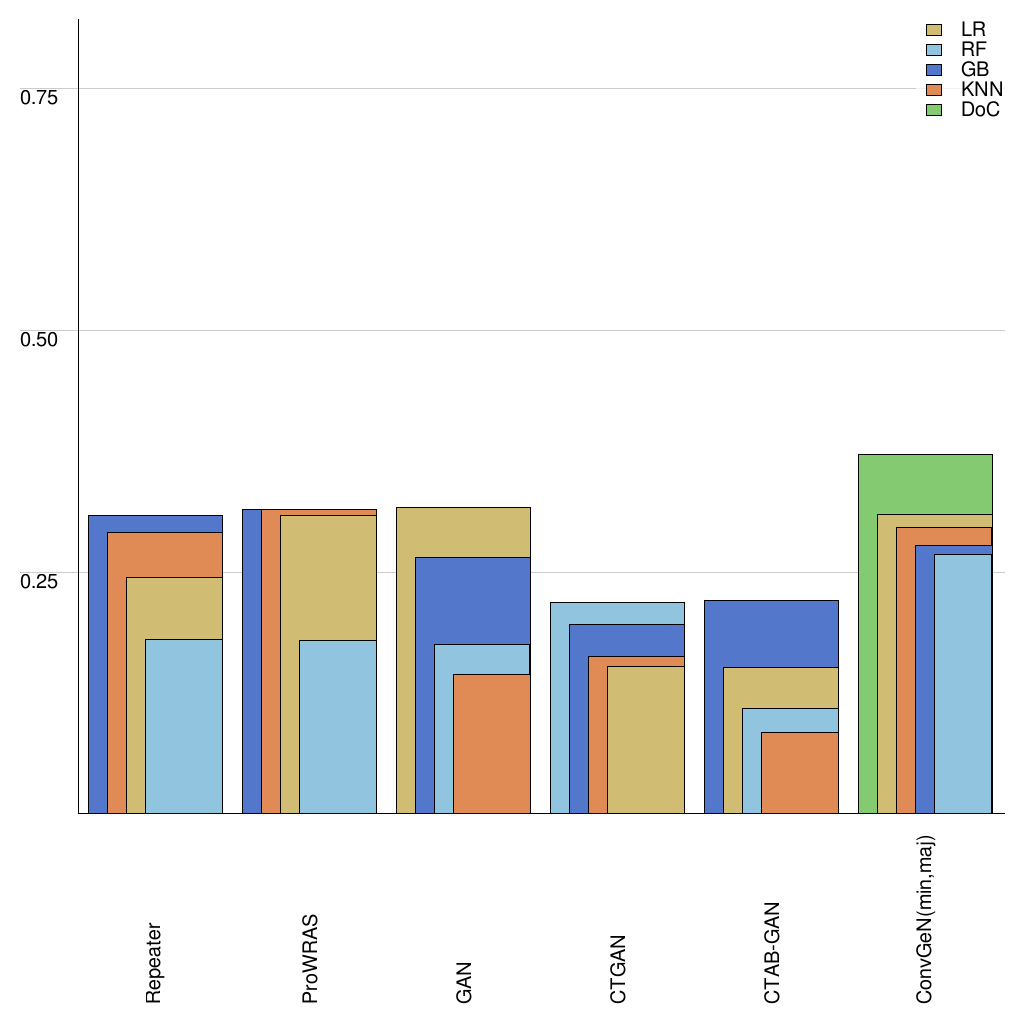 LR
RF
GB
KNN
DoC
0.75
0.50
0.25
Repeater
ProWRAS
GAN
CTGAN
CTAB-GAN
ConvGeN(min,maj)